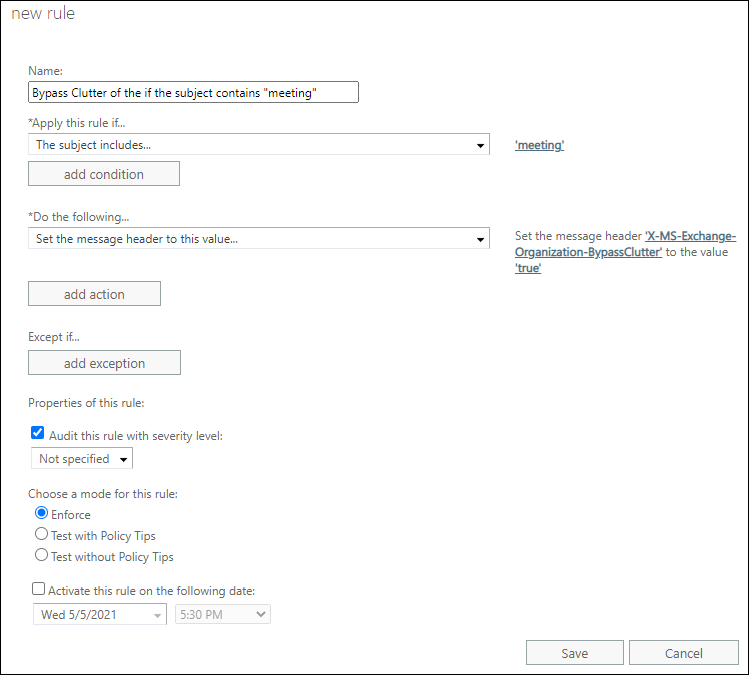 new rule
Name:
Bypass Clutter of the if the subject contains "meeting"
*Apply this rule if...
The subject includes...
'meeting'
add condition
*Do the following...
Set the message header to this value...
Set the message header 'X-MS-Exchange-
Organization-BypassClutter' to the value
'true'
add action
Except if...
add exception
Properties of this rule:
Audit this rule with severity level:
Not specified
Choose a mode for this rule:
Enforce
Test with Policy Tips
Test without Policy Tips
Activate this rule on the following date:
Wed 5/5/2021
5:30 PM
Save
Cancel